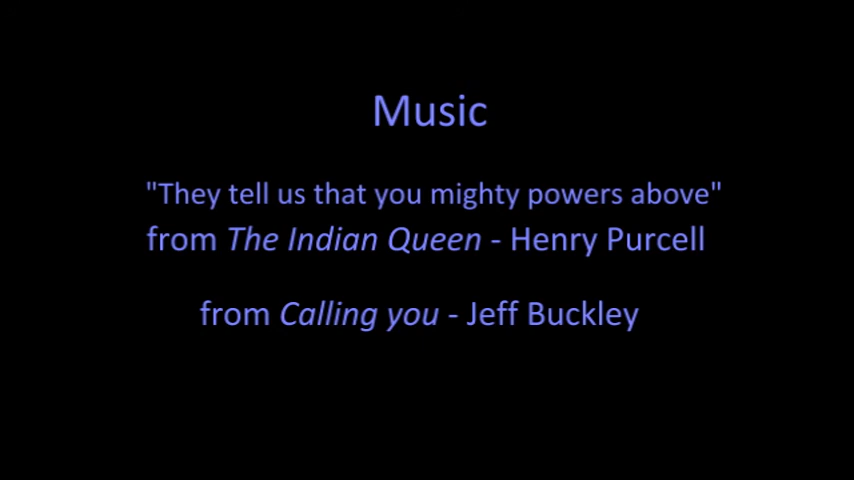 Music
"They tell us that you mighty powers above"
from The Indian Queen - Henry Purcell
from Calling you - Jeff Buckley